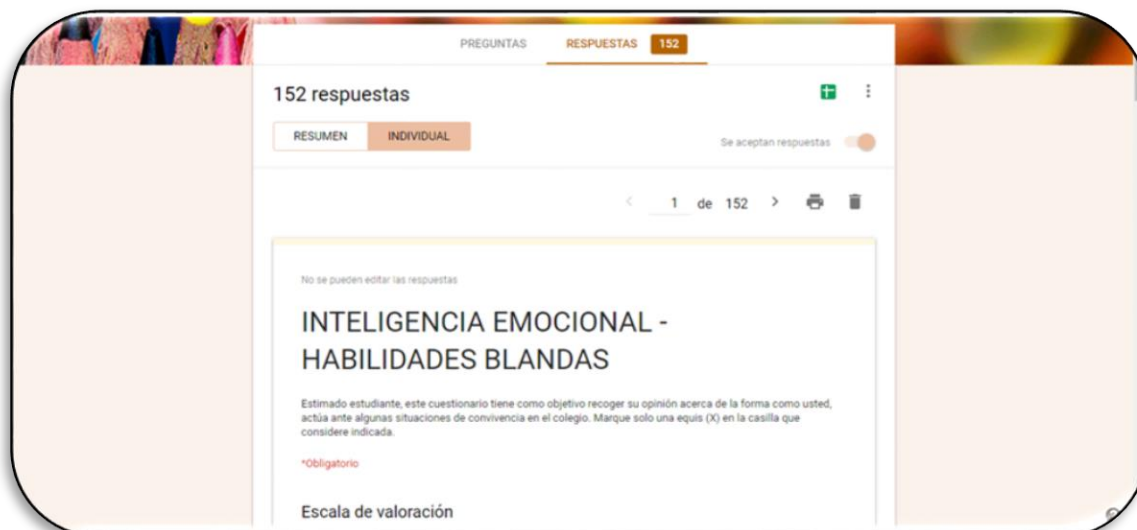 PREGUNTAS RESPUESTAS 152
152 respuestas
RESUMEN INDIVIDUAL
Se aceptan respuestas
1 de 152
No se pueden editar las respuestas
INTELIGENCIA EMOCIONAL -
HABILIDADES BLANDAS
Estimado estudiante, este cuestionario tiene como objetivo recoger su opinión acerca de la forma como usted,
actúa ante algunas situaciones de convivencia en el colegio. Marque solo una equis (X) en la casilla que
considere indicada.
*Obligatorio
Escala de valoración